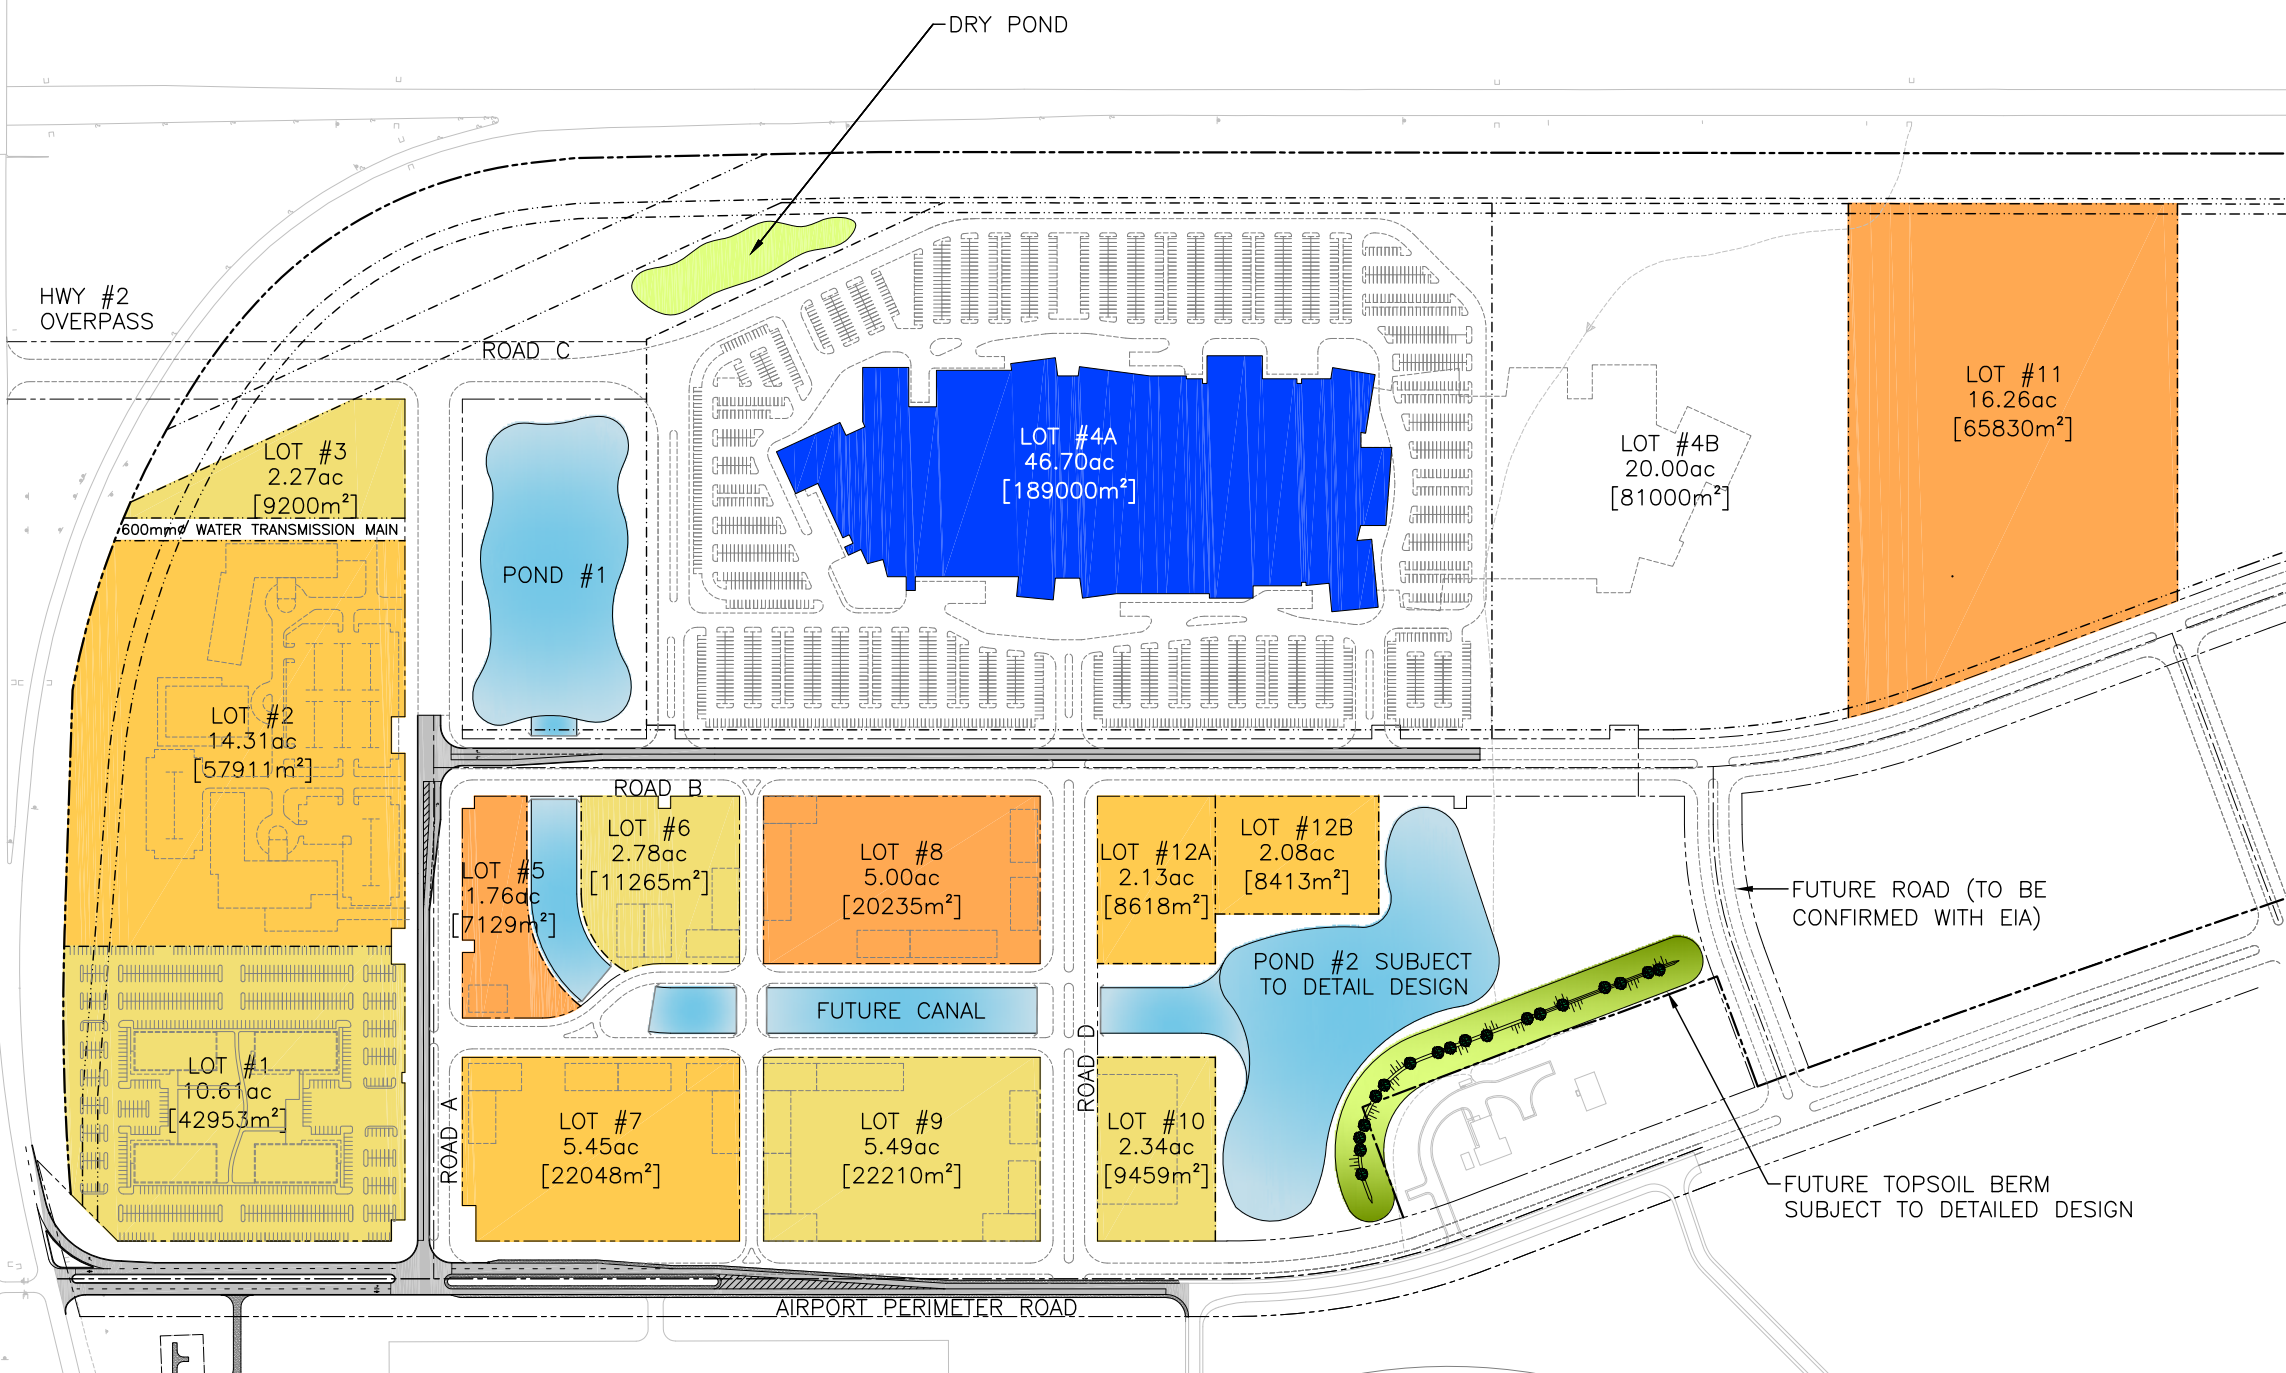 DRY POND
HWY #2
OVERPASS
ROAD C
LOT #3
2.27ac
[9200m²]
600mmø WATER TRANSMISSION MAIN
POND #1
LOT #4A
46.70ac
[189000m²]
LOT #4B
20.00ac
[81000m²]
LOT #11
16.26ac
[65830m²]
LOT #2
14.31ac
[57911m²]
ROAD B
LOT #5
1.76ac
[7129m²]
LOT #6
2.78ac
[11265m²]
LOT #8
5.00ac
[20235m²]
LOT #12A
2.13ac
[8618m²]
LOT #12B
2.08ac
[8413m²]
FUTURE ROAD (TO BE
CONFIRMED WITH EIA)
POND #2 SUBJECT
TO DETAIL DESIGN
FUTURE CANAL
LOT #1
10.61ac
[42953m²]
ROAD A
LOT #7
5.45ac
[22048m²]
LOT #9
5.49ac
[22210m²]
ROAD D
LOT #10
2.34ac
[9459m²]
FUTURE TOPSOIL BERM
SUBJECT TO DETAILED DESIGN
AIRPORT PERIMETER ROAD